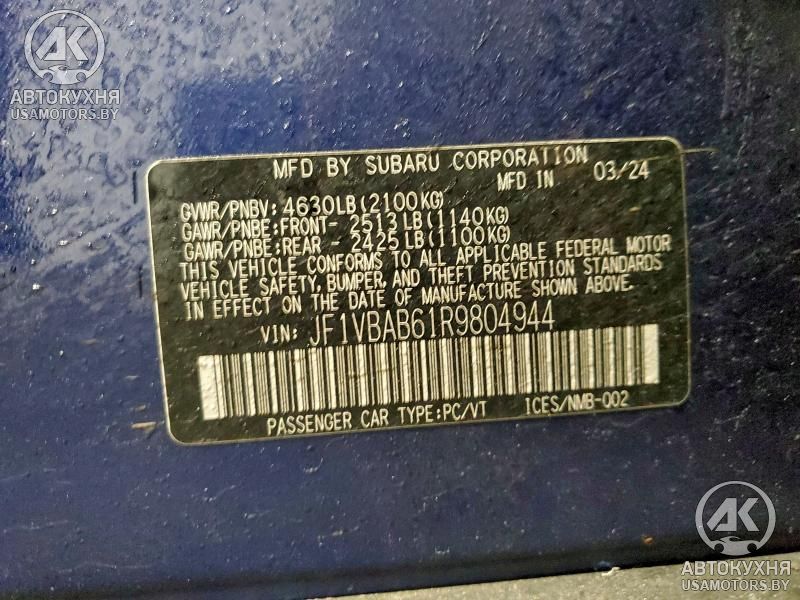 AK
АВТОКУХНЯ
USAMOTORS.BY
MFD BY SUBARU CORPORATION
MFD IN 03/24
GVWR/PNBV: 4630LB(2100KG)
GAWR/PNBE:FRONT- 2513LB(1140KG)
GAWR/PNBE:REAR - 2425LB(1100KG)
THIS VEHICLE CONFORMS TO ALL APPLICABLE FEDERAL MOTOR
VEHICLE SAFETY, BUMPER, AND THEFT PREVENTION STANDARDS
IN EFFECT ON THE DATE OF MANUFACTURE SHOWN ABOVE.
VIN: JF1VBAB61R9804944
PASSENGER CAR TYPE:PC/VT ICES/NMB-002
AK
АВТОКУХНЯ
USAMOTORS.BY